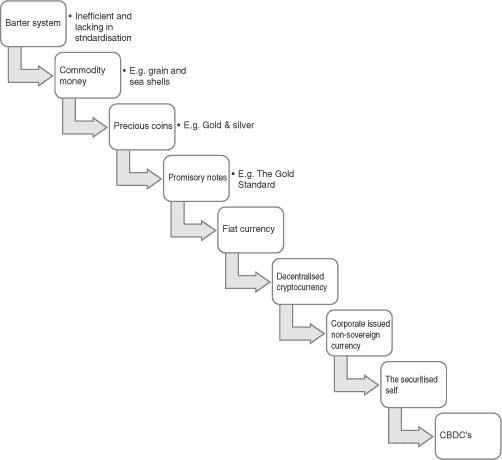 Barter system
• Inefficient and
lacking in
stndardisation
Commodity
money
• E.g. grain and
sea shells
Precious coins
• E.g. Gold & silver
Promisory notes
• E.g. The Gold
Standard
Fiat currency
Decentralised
cryptocurrency
Corporate issued
non-sovereign
currency
The securitised
self
CBDC's